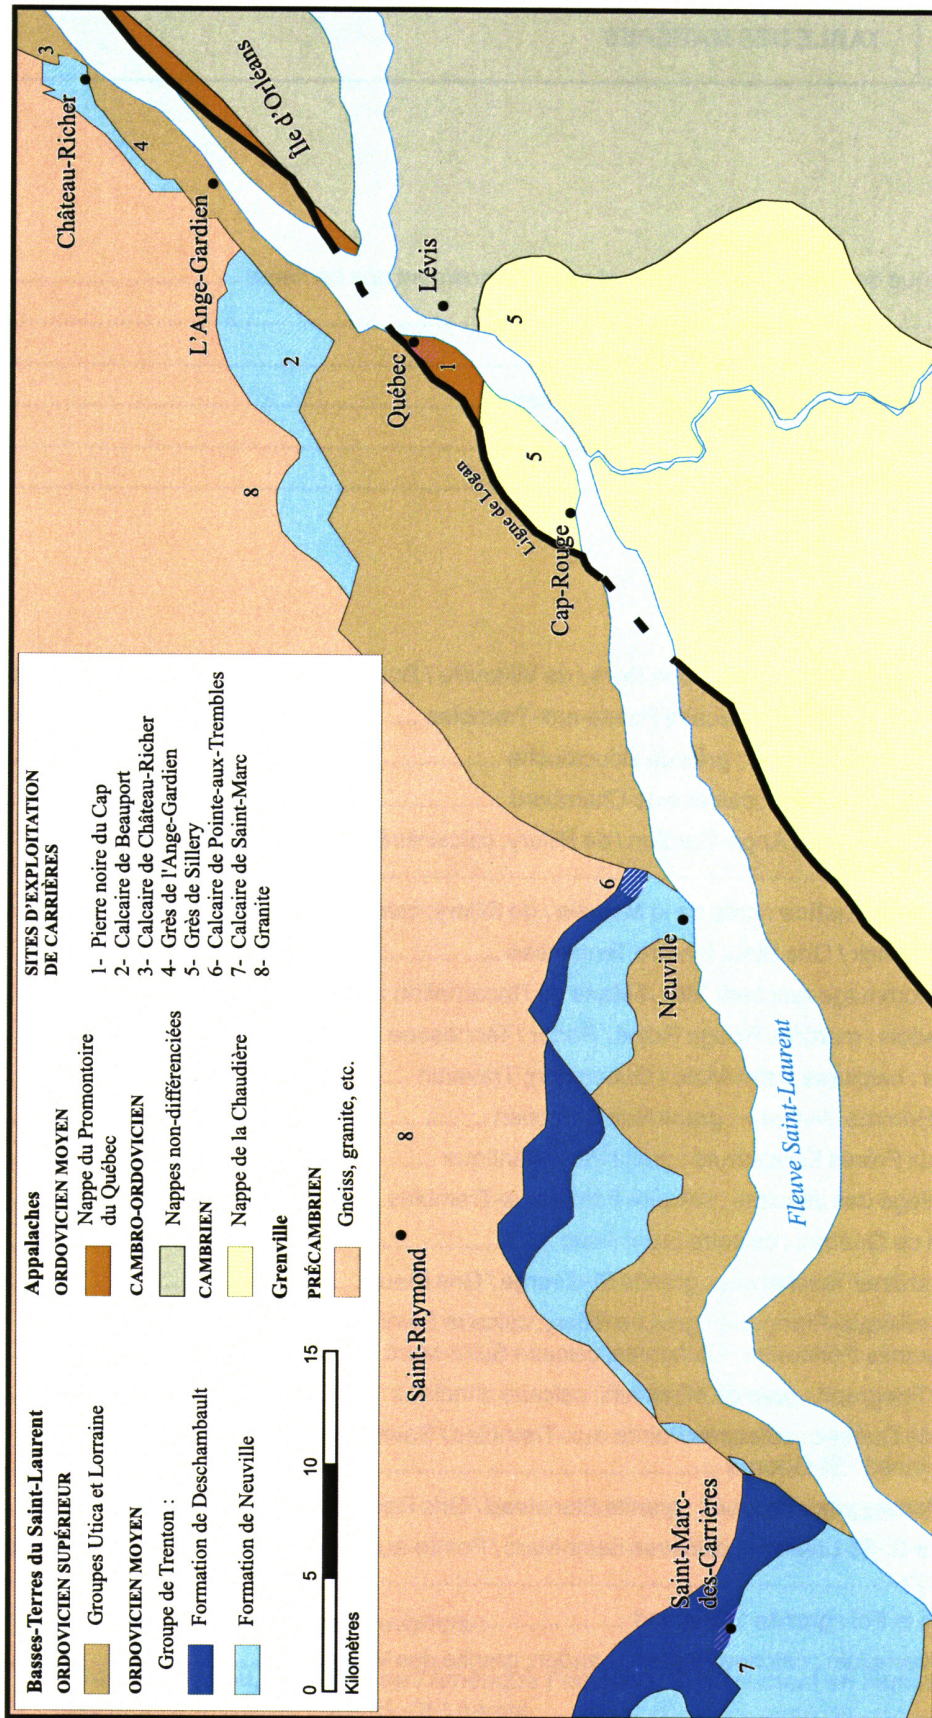 Basses-Terres du Saint-Laurent
ORDOVICIEN SUPÉRIEUR
Groupes Utica et Lorraine
ORDOVICIEN MOYEN
Groupe de Trenton :
Formation de Deschambault
Formation de Neuville
Appalaches
ORDOVICIEN MOYEN
Nappe du Promontoire
du Québec
CAMBRO-ORDOVICIEN
Nappes non-différenciées
CAMBRIEN
Nappe de la Chaudière
Grenville
PRÉCAMBRIEN
Gneiss, granite, etc.
SITES D'EXPLOITATION
DE CARRIÈRES
1- Pierre noire du Cap
2- Calcaire de Beauport
3- Calcaire de Château-Richer
4- Grès de l'Ange-Gardien
5- Grès de Sillery
6- Calcaire de Pointe-aux-Trembles
7- Calcaire de Saint-Marc
8- Granite
0 5 10 15
Kilomètres
Château-Richer
3
4
L'Ange-Gardien
Île d'Orléans
2
8
Lévis
Québec
1
5
5
Ligne de Logan
Cap-Rouge
6
Neuville
8
Saint-Raymond
Fleuve Saint-Laurent
Saint-Marc-
des-Carrières
7